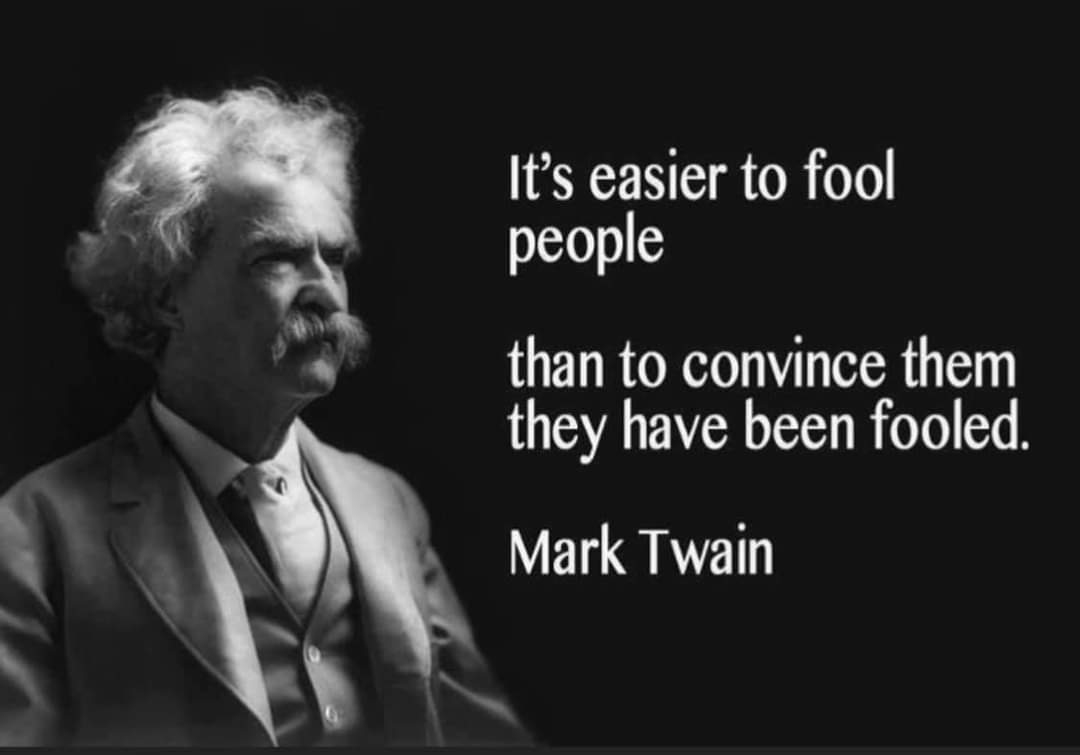 It’s easier to fool
people
than to convince them
they have been fooled.
Mark Twain